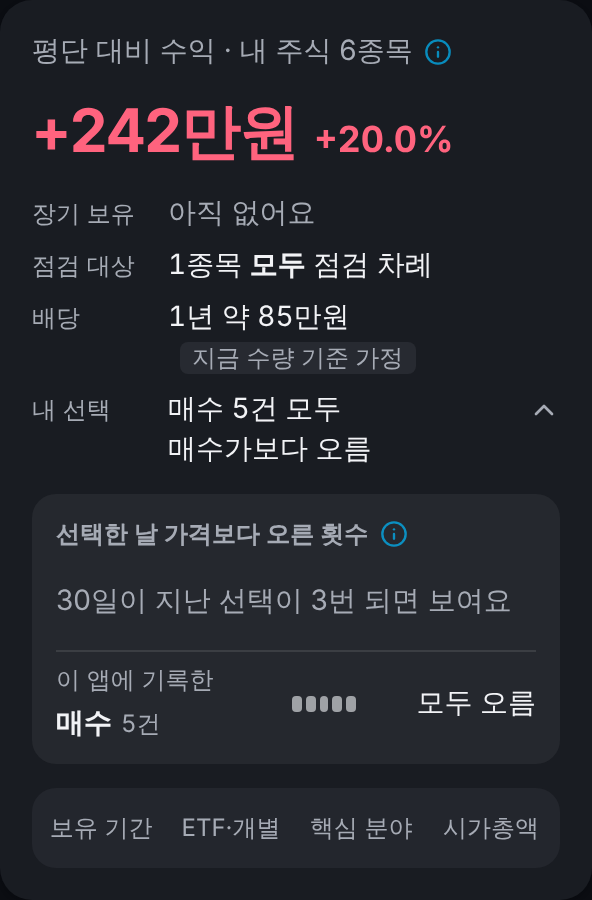 평단 대비 수익 · 내 주식 6종목
+242만원 +20.0%
장기 보유 아직 없어요
점검 대상 1종목 모두 점검 차례
배당 1년 약 85만원
지금 수량 기준 가정
내 선택 매수 5건 모두
매수가보다 오름
선택한 날 가격보다 오른 횟수
30일이 지난 선택이 3번 되면 보여요
이 앱에 기록한
매수 5건 모두 오름
보유 기간 ETF·개별 핵심 분야 시가총액